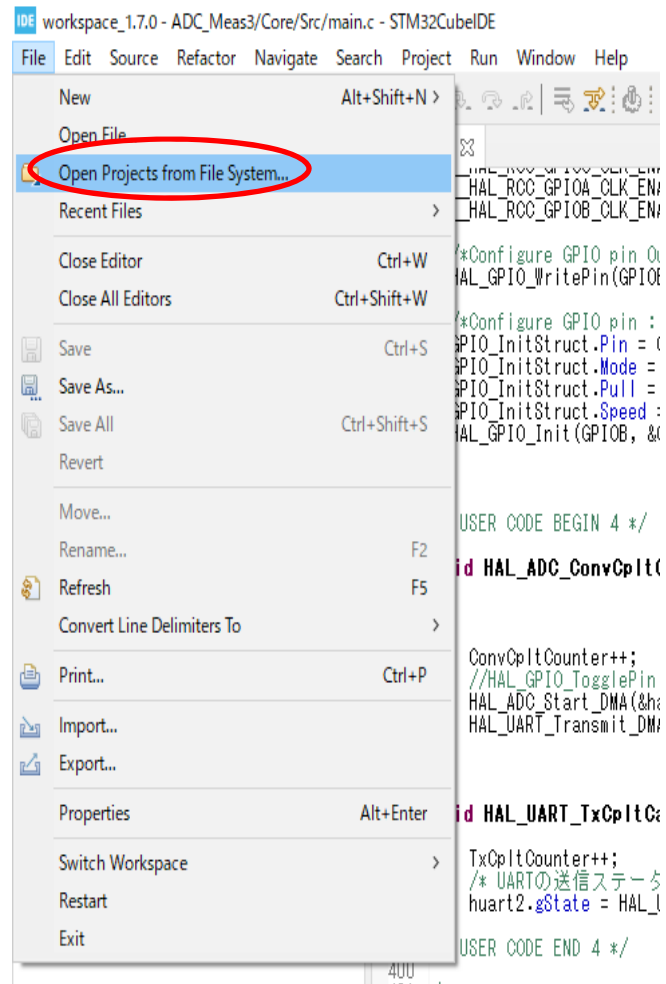 IDE workspace_1.7.0 - ADC_Meas3/Core/Src/main.c - STM32CubeIDE
File Edit Source Refactor Navigate Search Project Run Window Help
New Alt+Shift+N >
Open File
Open Projects from File System...
Recent Files >
Close Editor Ctrl+W
Close All Editors Ctrl+Shift+W
Save Ctrl+S
Save As...
Save All Ctrl+Shift+S
Revert
Move...
Rename... F2
Refresh F5
Convert Line Delimiters To >
Print... Ctrl+P
Import...
Export...
Properties Alt+Enter
Switch Workspace >
Restart
Exit
_HAL_RCC_GPIOA_CLK_ENA
_HAL_RCC_GPIOB_CLK_ENA
/*Configure GPIO pin Ou
HAL_GPIO_WritePin(GPIOB
/*Configure GPIO pin :
GPIO_InitStruct.Pin =
GPIO_InitStruct.Mode =
GPIO_InitStruct.Pull =
GPIO_InitStruct.Speed =
HAL_GPIO_Init(GPIOB, &
USER CODE BEGIN 4 */
id HAL_ADC_ConvCplt
ConvCpltCounter++;
//HAL_GPIO_TogglePin
HAL_ADC_Start_DMA(&ha
HAL_UART_Transmit_DMA
id HAL_UART_TxCpltCa
TxCpltCounter++;
/* UARTの送信ステータ
huart2.gState = HAL_U
USER CODE END 4 */
400